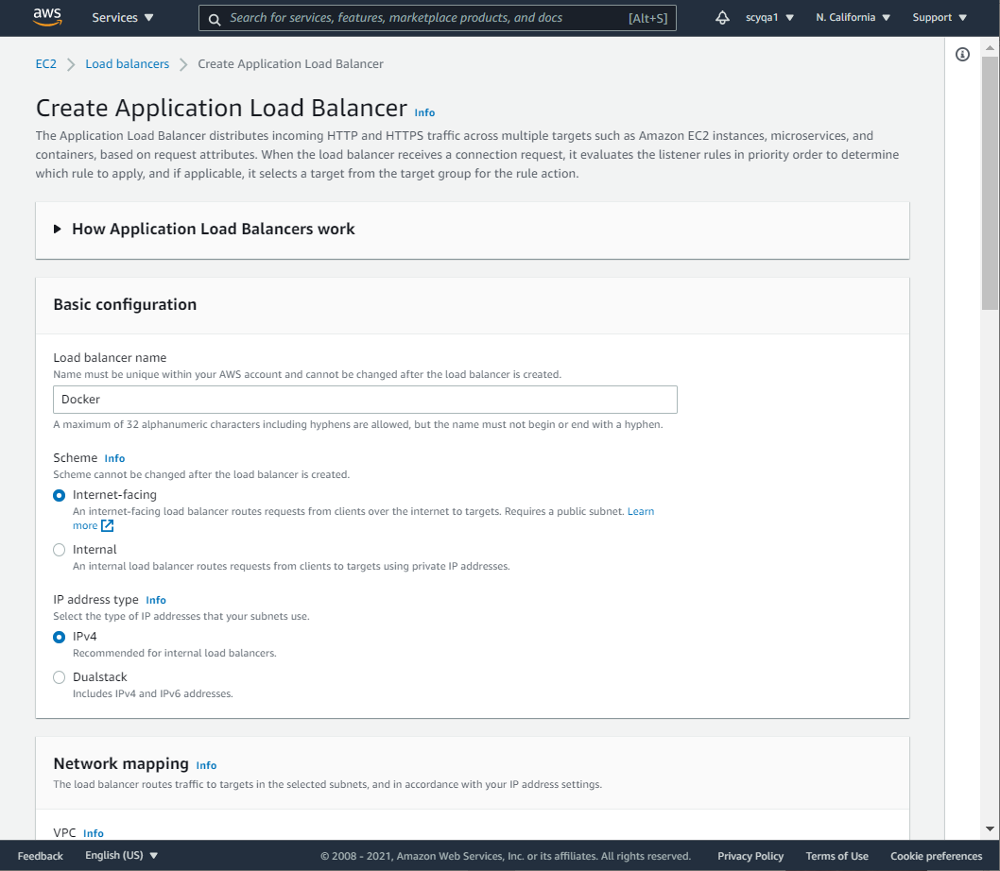 aws Services Search for services, features, marketplace products, and docs [Alt+S] scyqa1 N. California Support
EC2 Load balancers Create Application Load Balancer
Create Application Load Balancer Info
The Application Load Balancer distributes incoming HTTP and HTTPS traffic across multiple targets such as Amazon EC2 instances, microservices, and
containers, based on request attributes. When the load balancer receives a connection request, it evaluates the listener rules in priority order to determine
which rule to apply, and if applicable, it selects a target from the target group for the rule action.
How Application Load Balancers work
Basic configuration
Load balancer name
Name must be unique within your AWS account and cannot be changed after the load balancer is created.
Docker
A maximum of 32 alphanumeric characters including hyphens are allowed, but the name must not begin or end with a hyphen.
Scheme Info
Scheme cannot be changed after the load balancer is created.
Internet-facing
An internet-facing load balancer routes requests from clients over the internet to targets. Requires a public subnet. Learn
more
Internal
An internal load balancer routes requests from clients to targets using private IP addresses.
IP address type Info
Select the type of IP addresses that your subnets use.
IPv4
Recommended for internal load balancers.
Dualstack
Includes IPv4 and IPv6 addresses.
Network mapping Info
The load balancer routes traffic to targets in the selected subnets, and in accordance with your IP address settings.
VPC Info
Feedback English (US) © 2008 - 2021, Amazon Web Services, Inc. or its affiliates. All rights reserved. Privacy Policy Terms of Use Cookie preferences